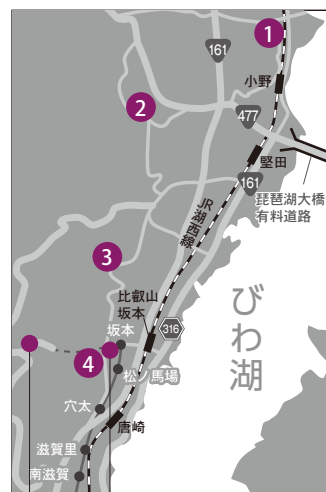 1
161
小野
2
477
堅田
161
琵琶湖大橋
有料道路
JR湖西線
3
比叡山
坂本
びわ湖
316
坂本
4
松ノ馬場
穴太
唐崎
滋賀里
南滋賀